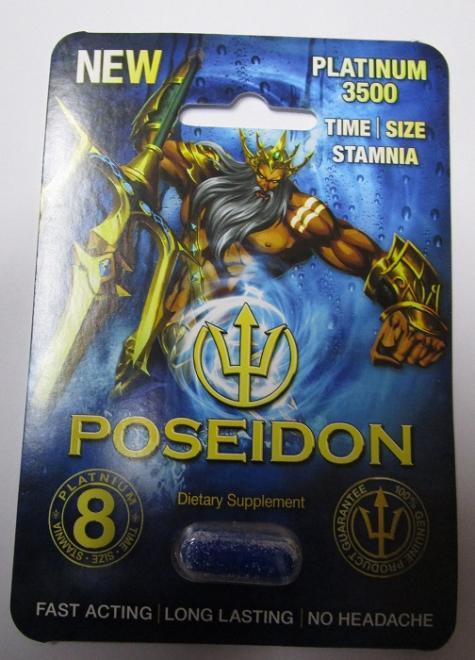 NEW
PLATINUM
3500
TIME | SIZE
STAMNIA
POSEIDON
Dietary Supplement
PLATNIUM
8
TIME · SIZE · STAMNIA
100% GENUINE PRODUCT GUARANTEE
FAST ACTING | LONG LASTING | NO HEADACHE